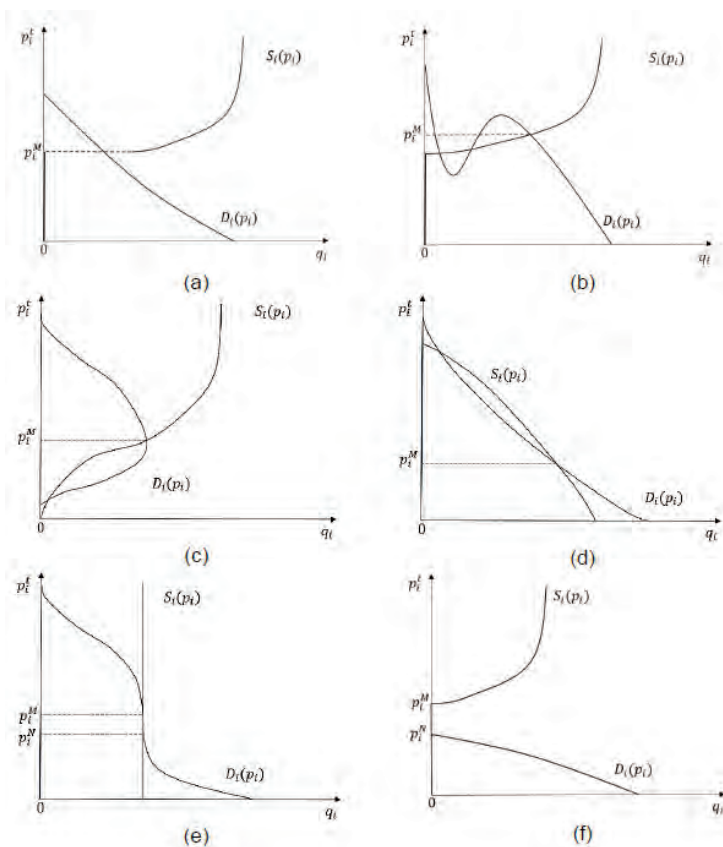 p_i^t
S_i(p_i)
p_i^M
D_i(p_i)
0
q_i
(a)
p_i^t
S_i(p_i)
p_i^M
D_i(p_i)
0
q_i
(b)
p_i^t
S_i(p_i)
p_i^M
D_i(p_i)
0
q_i
(c)
p_i^t
S_i(p_i)
p_i^M
D_i(p_i)
0
q_i
(d)
p_i^t
S_i(p_i)
p_i^M
p_i^N
D_i(p_i)
0
q_i
(e)
p_i^t
S_i(p_i)
p_i^M
p_i^N
D_i(p_i)
0
q_i
(f)